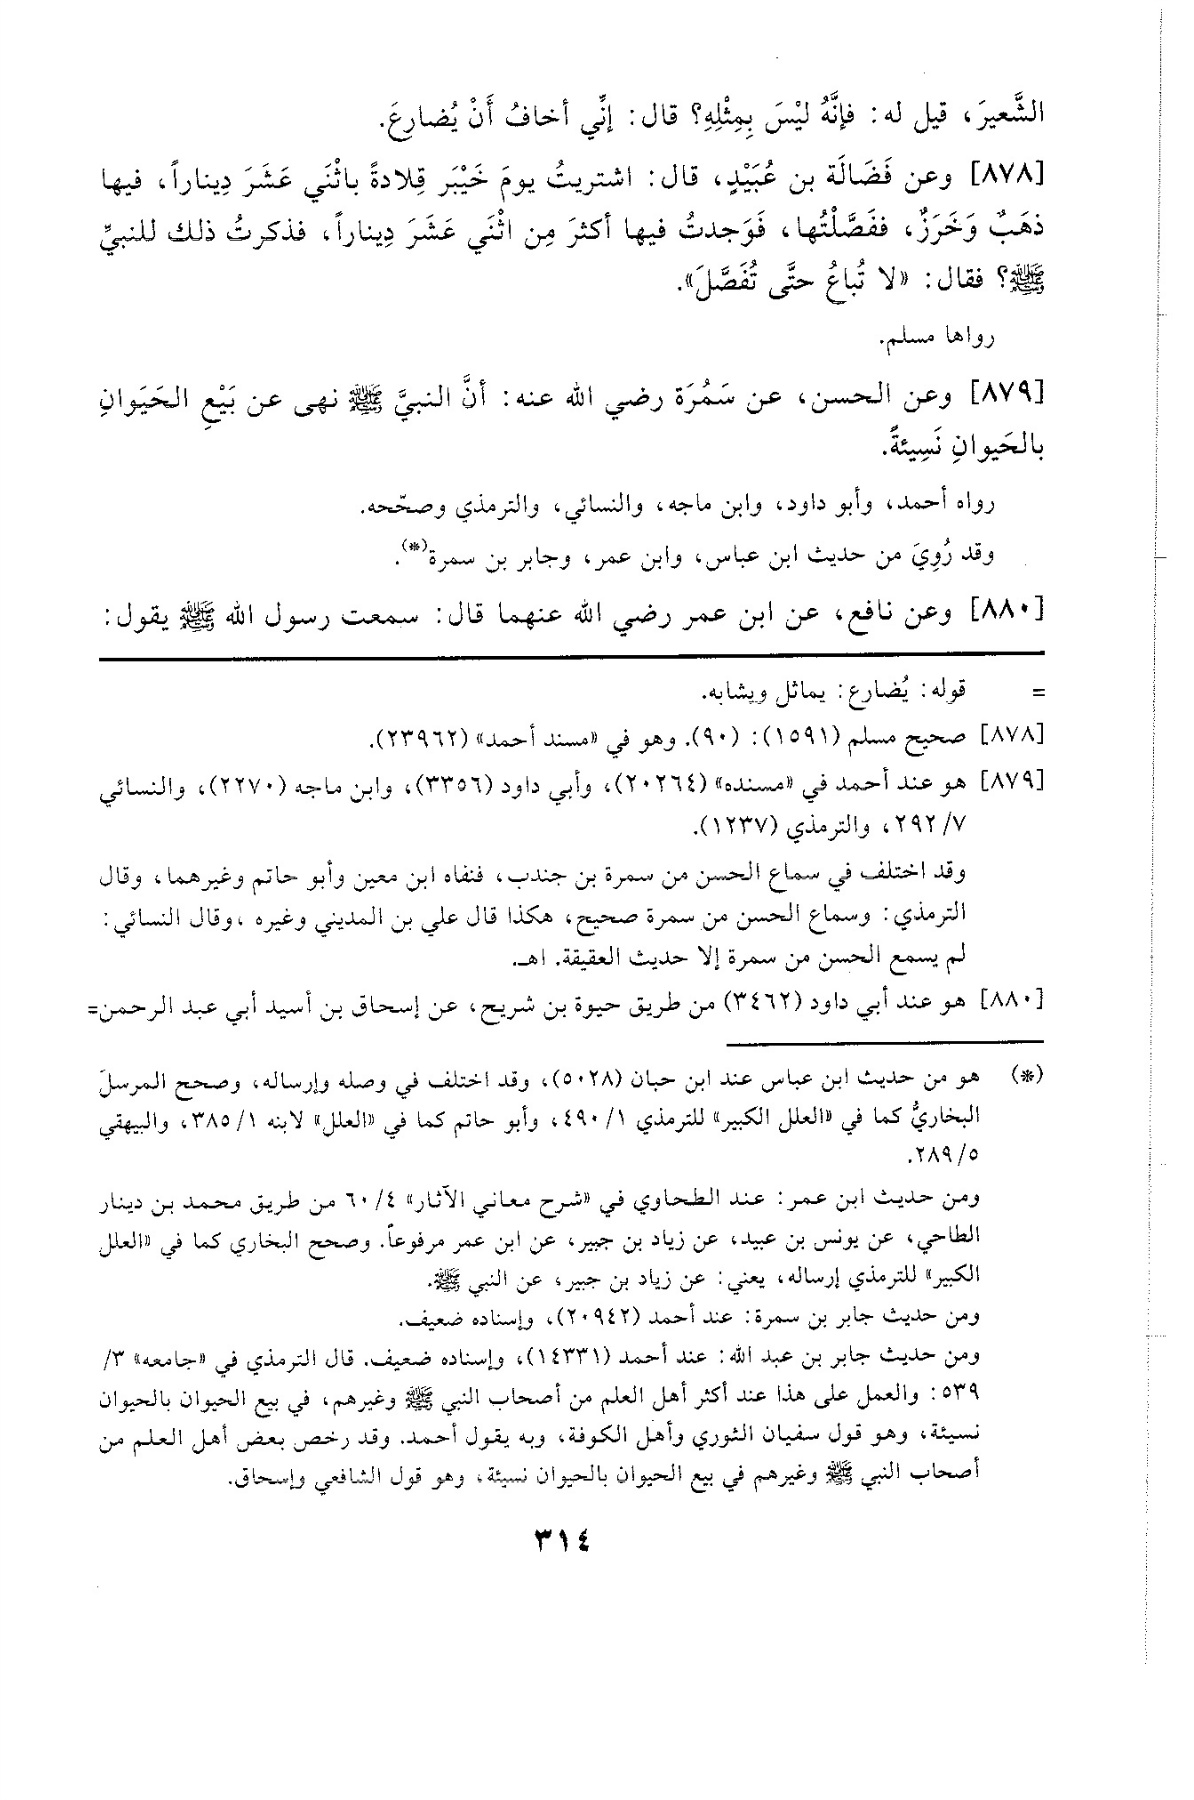 الشَّعيرَ، قيل له: فإنَّهُ ليْسَ بِمِثْلِهِ؟ قال: إنِّي أخافُ أَنْ يُضارِعَ.
[٨٧٨] وعن فَضَالَة بن عُبَيْدٍ، قال: اشتريتُ يومَ خَيْبَر قِلادةً باثْنَي عَشَرَ دِيناراً، فيها
ذهَبٌ وَخَرَزٌ، ففَصَّلْتُها، فَوَجدتُ فيها أكثرَ مِن اثْنَي عَشَرَ دِيناراً، فذكرتُ ذلك للنبيِّ
ﷺ؟ فقال: «لا تُباعُ حتَّى تُفَصَّلَ».
رواها مسلم.
[٨٧٩] وعن الحسن، عن سَمُرَة رضي الله عنه: أنَّ النبيَّ ﷺ نهى عن بَيْعِ الحَيَوانِ
بالحَيوانِ نَسِيئةً.
رواه أحمد، وأبو داود، وابن ماجه، والنسائي، والترمذي وصحّحه.
وقد رُوِيَ من حديث ابن عباس، وابن عمر، وجابر بن سمرة(*).
[٨٨٠] وعن نافع، عن ابن عمر رضي الله عنهما قال: سمعت رسول الله ﷺ يقول:
= قوله: يُضارع: يماثل ويشابه.
[٨٧٨] صحيح مسلم (١٥٩١): (٩٠). وهو في «مسند أحمد» (٢٣٩٦٢).
[٨٧٩] هو عند أحمد في «مسنده» (٢٠٢٦٤)، وأبي داود (٣٣٥٦)، وابن ماجه (٢٢٧٠)، والنسائي
٧/ ٢٩٢، والترمذي (١٢٣٧).
وقد اختلف في سماع الحسن من سمرة بن جندب، فنفاه ابن معين وأبو حاتم وغيرهما، وقال
الترمذي: وسماع الحسن من سمرة صحيح، هكذا قال علي بن المديني وغيره ،وقال النسائي:
لم يسمع الحسن من سمرة إلا حديث العقيقة. اهـ.
[٨٨٠] هو عند أبي داود (٣٤٦٢) من طريق حيوة بن شريح، عن إسحاق بن أسيد أبي عبد الرحمن=
(*) هو من حديث ابن عباس عند ابن حبان (٥٠٢٨)، وقد اختلف في وصله وإرساله، وصحح المرسلَ
البخاريُّ كما في «العلل الكبير» للترمذي ١/ ٤٩٠، وأبو حاتم كما في «العلل» لابنه ١/ ٣٨٥، والبيهقي
٥/ ٢٨٩.
ومن حديث ابن عمر: عند الطحاوي في «شرح معاني الآثار» ٤/ ٦٠ من طريق محمد بن دينار
الطاحي، عن يونس بن عبيد، عن زياد بن جبير، عن ابن عمر مرفوعاً. وصحح البخاري كما في «العلل
الكبير» للترمذي إرساله، يعني: عن زياد بن جبير، عن النبي ﷺ.
ومن حديث جابر بن سمرة: عند أحمد (٢٠٩٤٢)، وإسناده ضعيف.
ومن حديث جابر بن عبد الله: عند أحمد (١٤٣٣١)، وإسناده ضعيف. قال الترمذي في «جامعه» ٣/
٥٣٩: والعمل على هذا عند أكثر أهل العلم من أصحاب النبي ﷺ وغيرهم، في بيع الحيوان بالحيوان
نسيئة، وهو قول سفيان الثوري وأهل الكوفة، وبه يقول أحمد. وقد رخص بعض أهل العلم من
أصحاب النبي ﷺ وغيرهم في بيع الحيوان بالحيوان نسيئة، وهو قول الشافعي وإسحاق.
٣١٤